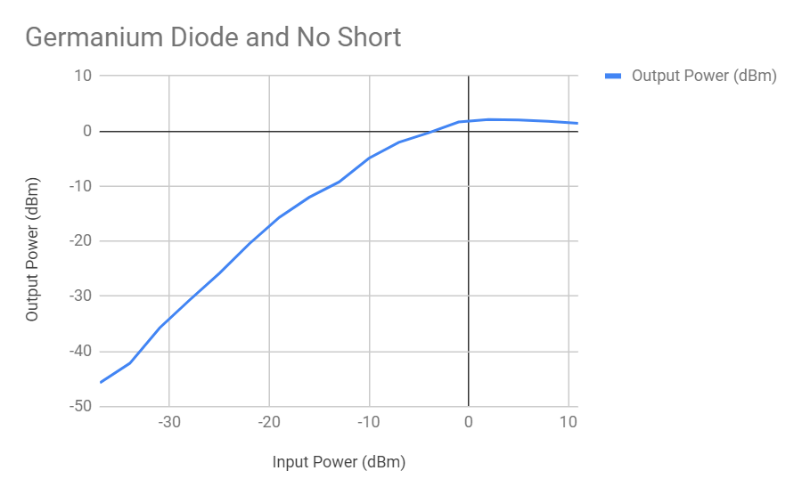 Germanium Diode and No Short
Output Power (dBm)
10
0
-10
-20
-30
-40
-50
Output Power (dBm)
-30 -20 -10 0 10
Input Power (dBm)